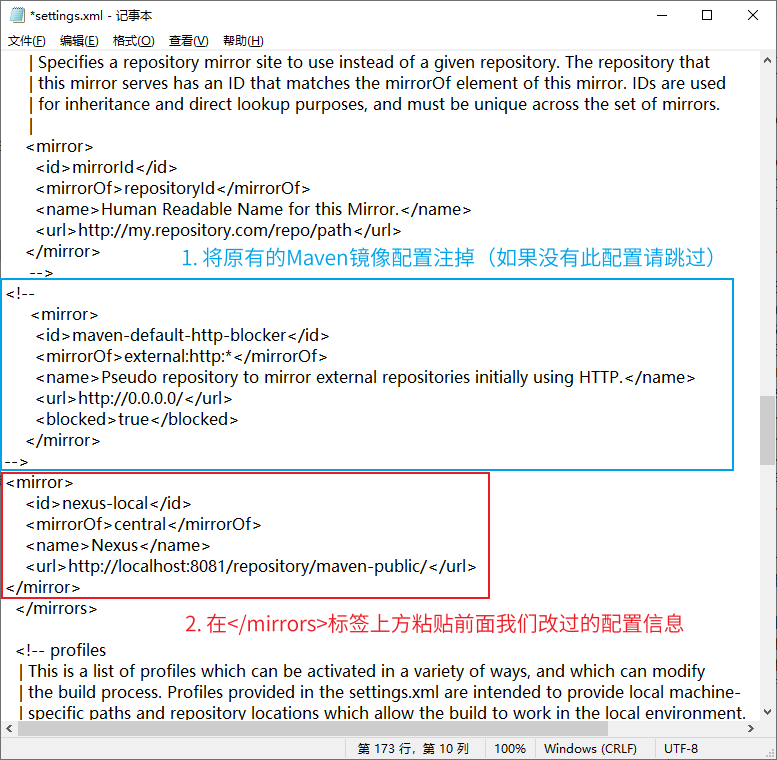 *settings.xml - 记事本
文件(F) 编辑(E) 格式(O) 查看(V) 帮助(H)
| Specifies a repository mirror site to use instead of a given repository. The repository that
| this mirror serves has an ID that matches the mirrorOf element of this mirror. IDs are used
| for inheritance and direct lookup purposes, and must be unique across the set of mirrors.
|
<mirror>
<id>mirrorId</id>
<mirrorOf>repositoryId</mirrorOf>
<name>Human Readable Name for this Mirror.</name>
<url>http://my.repository.com/repo/path</url>
</mirror>
1. 将原有的Maven镜像配置注掉（如果没有此配置请跳过）
-->
<!--
<mirror>
<id>maven-default-http-blocker</id>
<mirrorOf>external:http:*</mirrorOf>
<name>Pseudo repository to mirror external repositories initially using HTTP.</name>
<url>http://0.0.0.0/</url>
<blocked>true</blocked>
</mirror>
-->
<mirror>
<id>nexus-local</id>
<mirrorOf>central</mirrorOf>
<name>Nexus</name>
<url>http://localhost:8081/repository/maven-public/</url>
</mirror>
</mirrors>
2. 在</mirrors>标签上方粘贴前面我们改过的配置信息
<!-- profiles
| This is a list of profiles which can be activated in a variety of ways, and which can modify
| the build process. Profiles provided in the settings.xml are intended to provide local machine-
| specific paths and repository locations which allow the build to work in the local environment.
第 173 行，第 10 列 100% Windows (CRLF) UTF-8